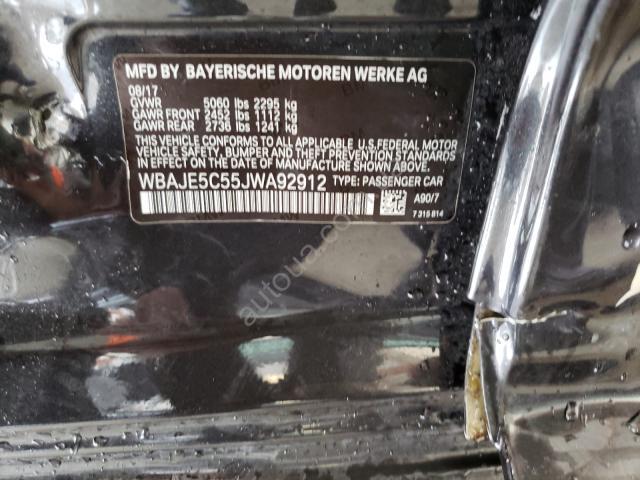 MFD BY BAYERISCHE MOTOREN WERKE AG
08/17
GVWR 5060 lbs 2295 kg
GAWR FRONT 2452 lbs 1112 kg
GAWR REAR 2736 lbs 1241 kg
THIS VEHICLE CONFORMS TO ALL APPLICABLE U.S.FEDERAL MOTOR
VEHICLE SAFETY, BUMPER AND THEFT PREVENTION STANDARDS
IN EFFECT ON THE DATE OF MANUFACTURE SHOWN ABOVE.
WBAJE5C55JWA92912 TYPE: PASSENGER CAR
A90/7
7 315 814
autoua.com